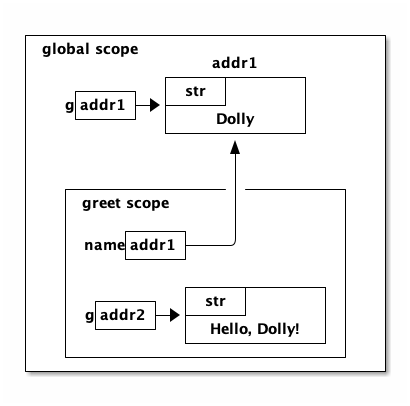 global scope
addr1
g addr1
str
Dolly
greet scope
name addr1
g addr2
str
Hello, Dolly!